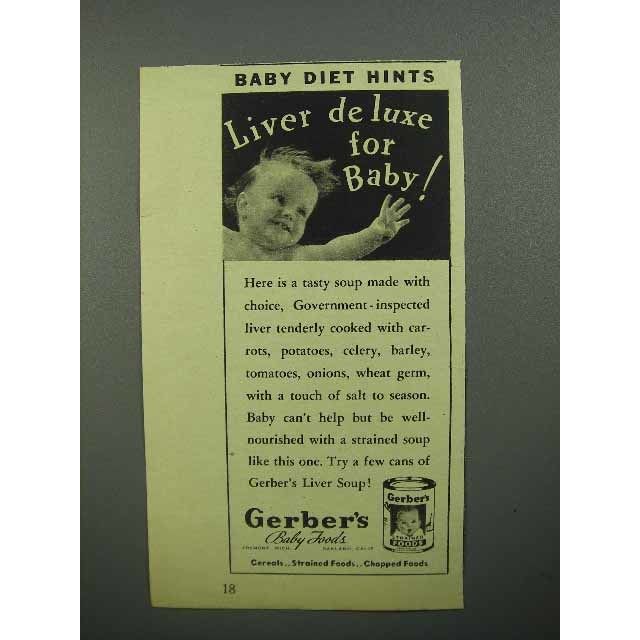 BABY DIET HINTS
Liver de luxe
for
Baby!
Here is a tasty soup made with
choice, Government-inspected
liver tenderly cooked with car-
rots, potatoes, celery, barley,
tomatoes, onions, wheat germ,
with a touch of salt to season.
Baby can't help but be well-
nourished with a strained soup
like this one. Try a few cans of
Gerber's Liver Soup!
Gerber's
STRAINED
FOODS
Gerber's
Baby Foods
FREMONT, MICH. OAKLAND, CALIF.
Cereals..Strained Foods..Chopped Foods
18